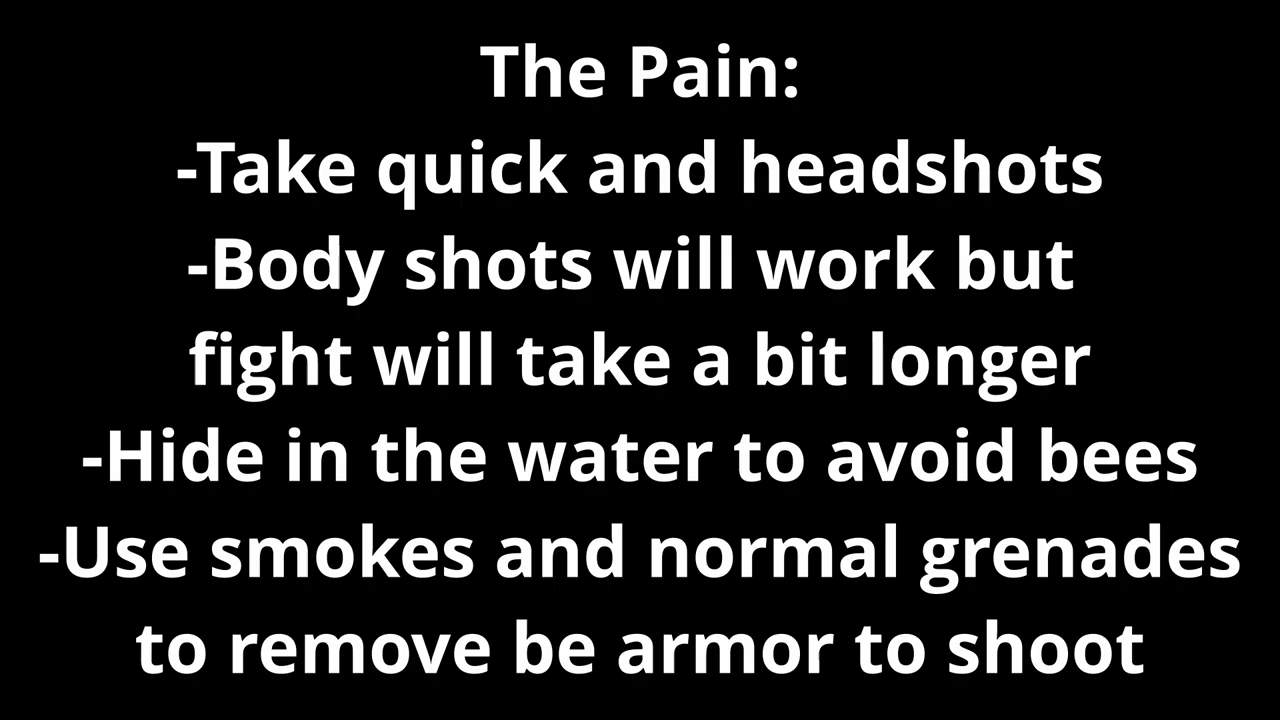 The Pain:
-Take quick and headshots
-Body shots will work but
fight will take a bit longer
-Hide in the water to avoid bees
-Use smokes and normal grenades
to remove be armor to shoot